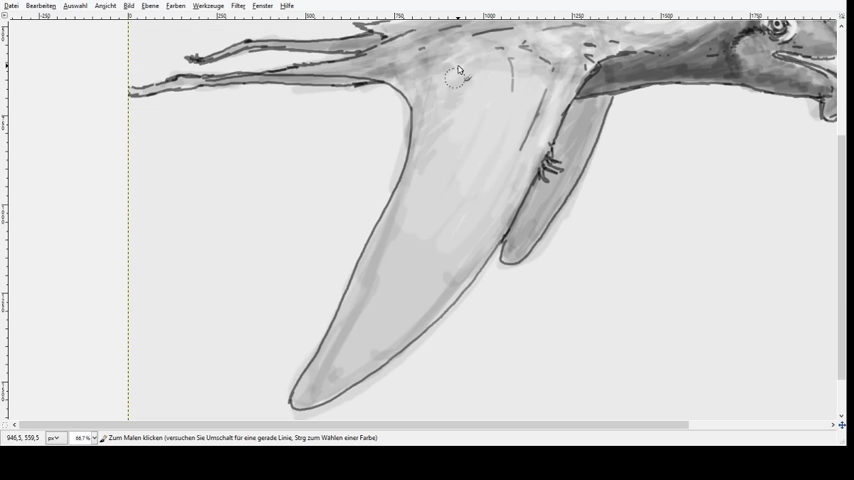 Datei Bearbeiten Auswahl Ansicht Bild Ebene Farben Werkzeuge Filter Fenster Hilfe
-250 0 250 500 750 1000 1250 1500 1750
946,5, 559,5 px 66,7 % Zum Malen klicken (versuchen Sie Umschalt für eine gerade Linie, Strg zum Wählen einer Farbe)